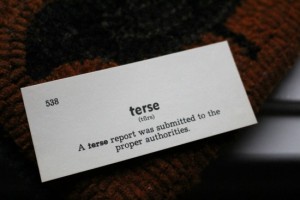 538
terse
(tûrs)
A terse report was submitted to the
proper authorities.